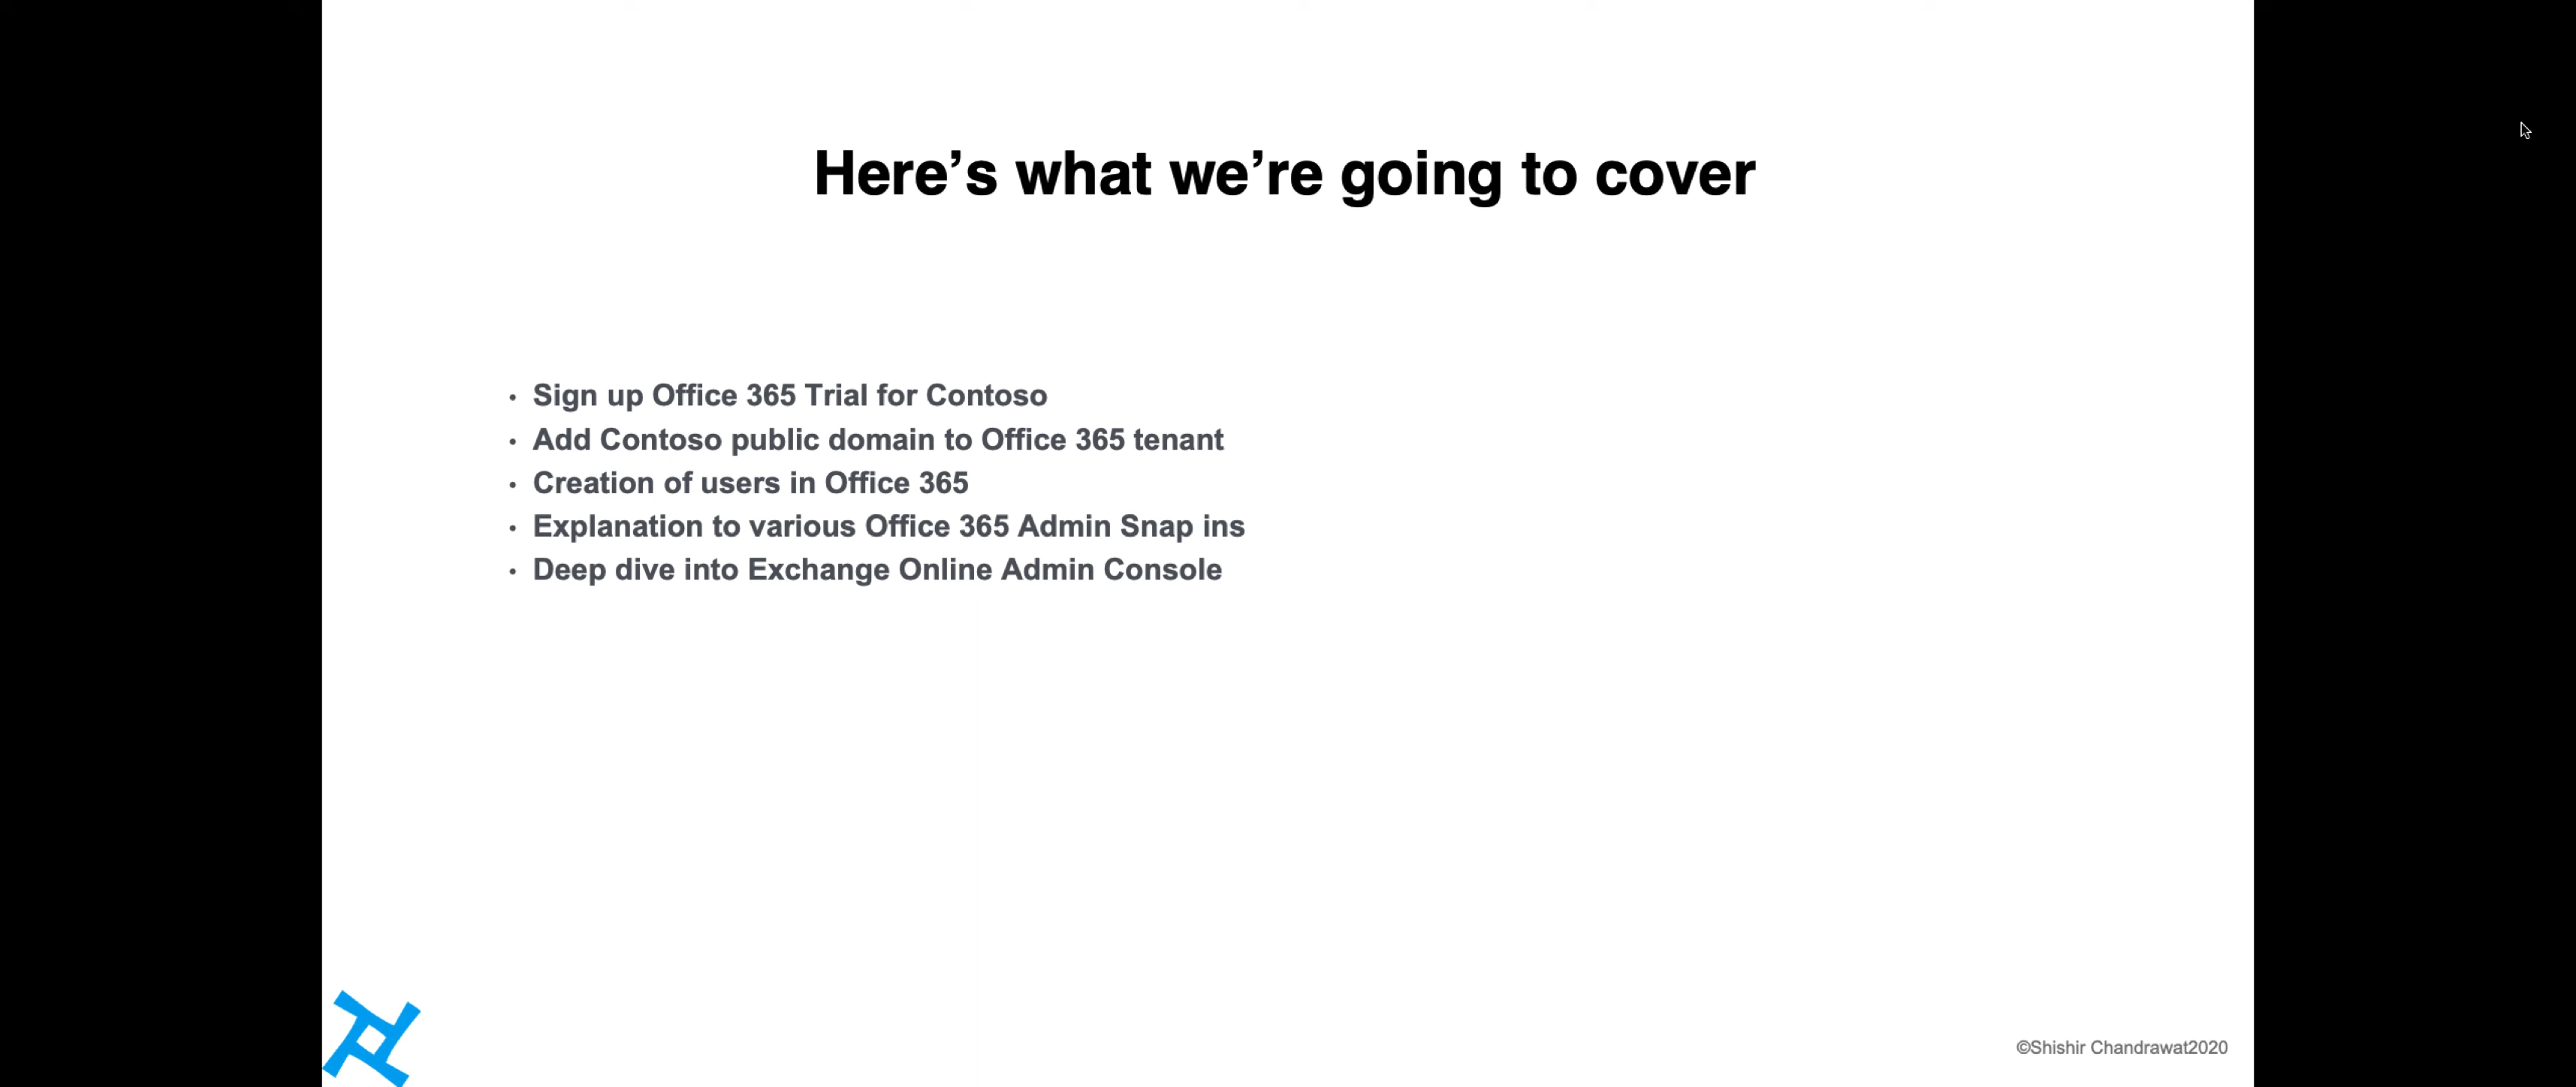 Here’s what we’re going to cover
• Sign up Office 365 Trial for Contoso
• Add Contoso public domain to Office 365 tenant
• Creation of users in Office 365
• Explanation to various Office 365 Admin Snap ins
• Deep dive into Exchange Online Admin Console
©Shishir Chandrawat2020